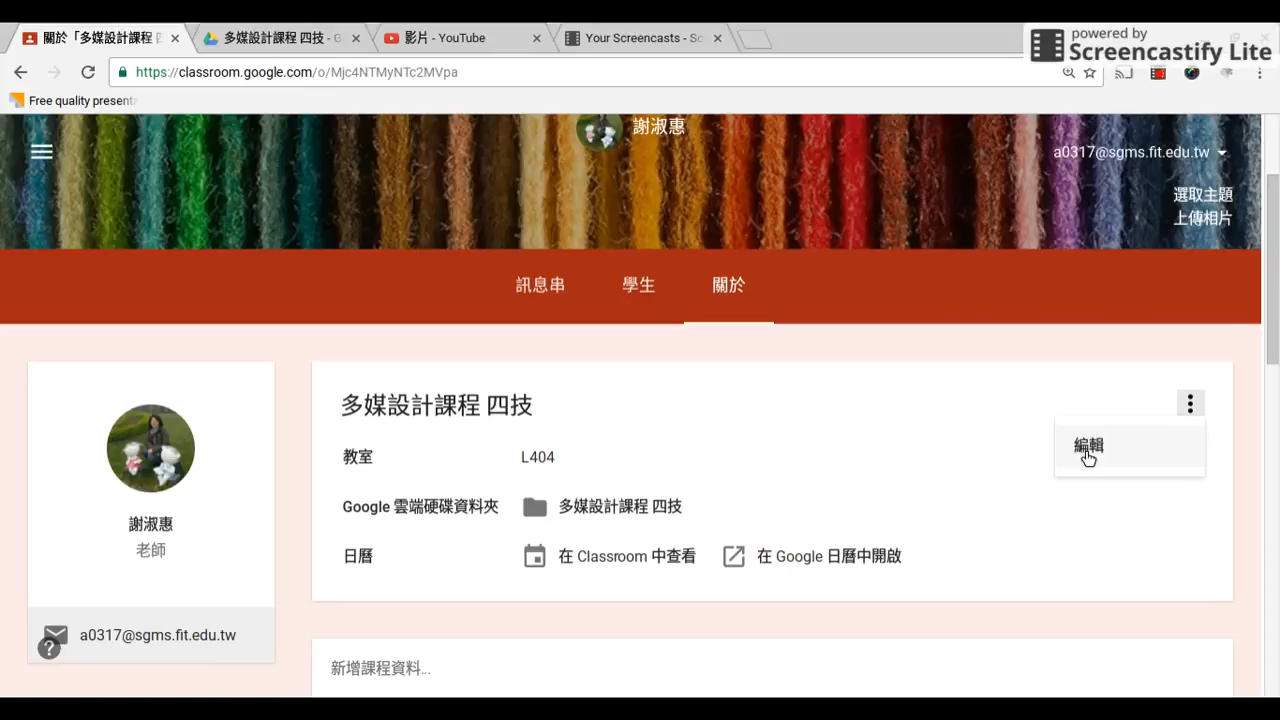 關於「多媒設計課程 四
多媒設計課程 四技 - G
影片 - YouTube
Your Screencasts - Sc
powered by
Screencastify Lite
https://classroom.google.com/o/Mjc4NTMyNTc2MVpa
Free quality presenta
謝淑惠
a0317@sgms.fit.edu.tw
選取主題
上傳相片
訊息串
學生
關於
多媒設計課程 四技
編輯
教室
L404
Google 雲端硬碟資料夾
多媒設計課程 四技
日曆
在 Classroom 中查看
在 Google 日曆中開啟
謝淑惠
老師
a0317@sgms.fit.edu.tw
?
新增課程資料...